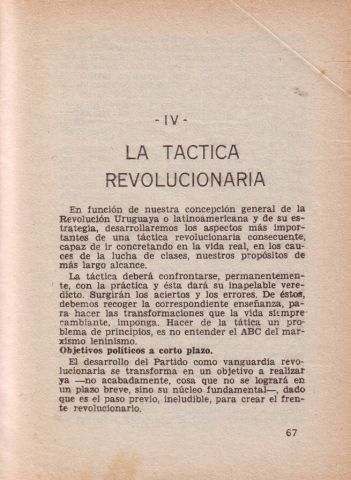 - IV -
LA TACTICA
REVOLUCIONARIA
En función de nuestra concepción general de la
Revolución Uruguaya o latinoamericana y de su es-
trategia, desarrollaremos los aspectos más impor-
tantes de una táctica revolucionaria consecuente,
capaz de ir concretando en la vida real, en los cau-
ces de la lucha de clases, nuestros propósitos de
más largo alcance.
La táctica deberá confrontarse, permanentemen-
te, con la práctica y ésta dará su inapelable vere-
dicto. Surgirán los aciertos y los errores. De éstos,
debemos recoger la correspondiente enseñanza, pa-
ra hacer las transformaciones que la vida siempre
cambiante, imponga. Hacer de la tática un pro-
blema de principios, es no entender el ABC del mar-
xismo leninismo.
Objetivos políticos a corto plazo.
El desarrollo del Partido como vanguardia revo-
lucionaria se transforma en un objetivo a realizar
ya —no acabadamente, cosa que no se logrará en
un plazo breve, sino su núcleo fundamental—, dado
que es el paso previo, ineludible, para crear el fren-
te revolucionario.
67